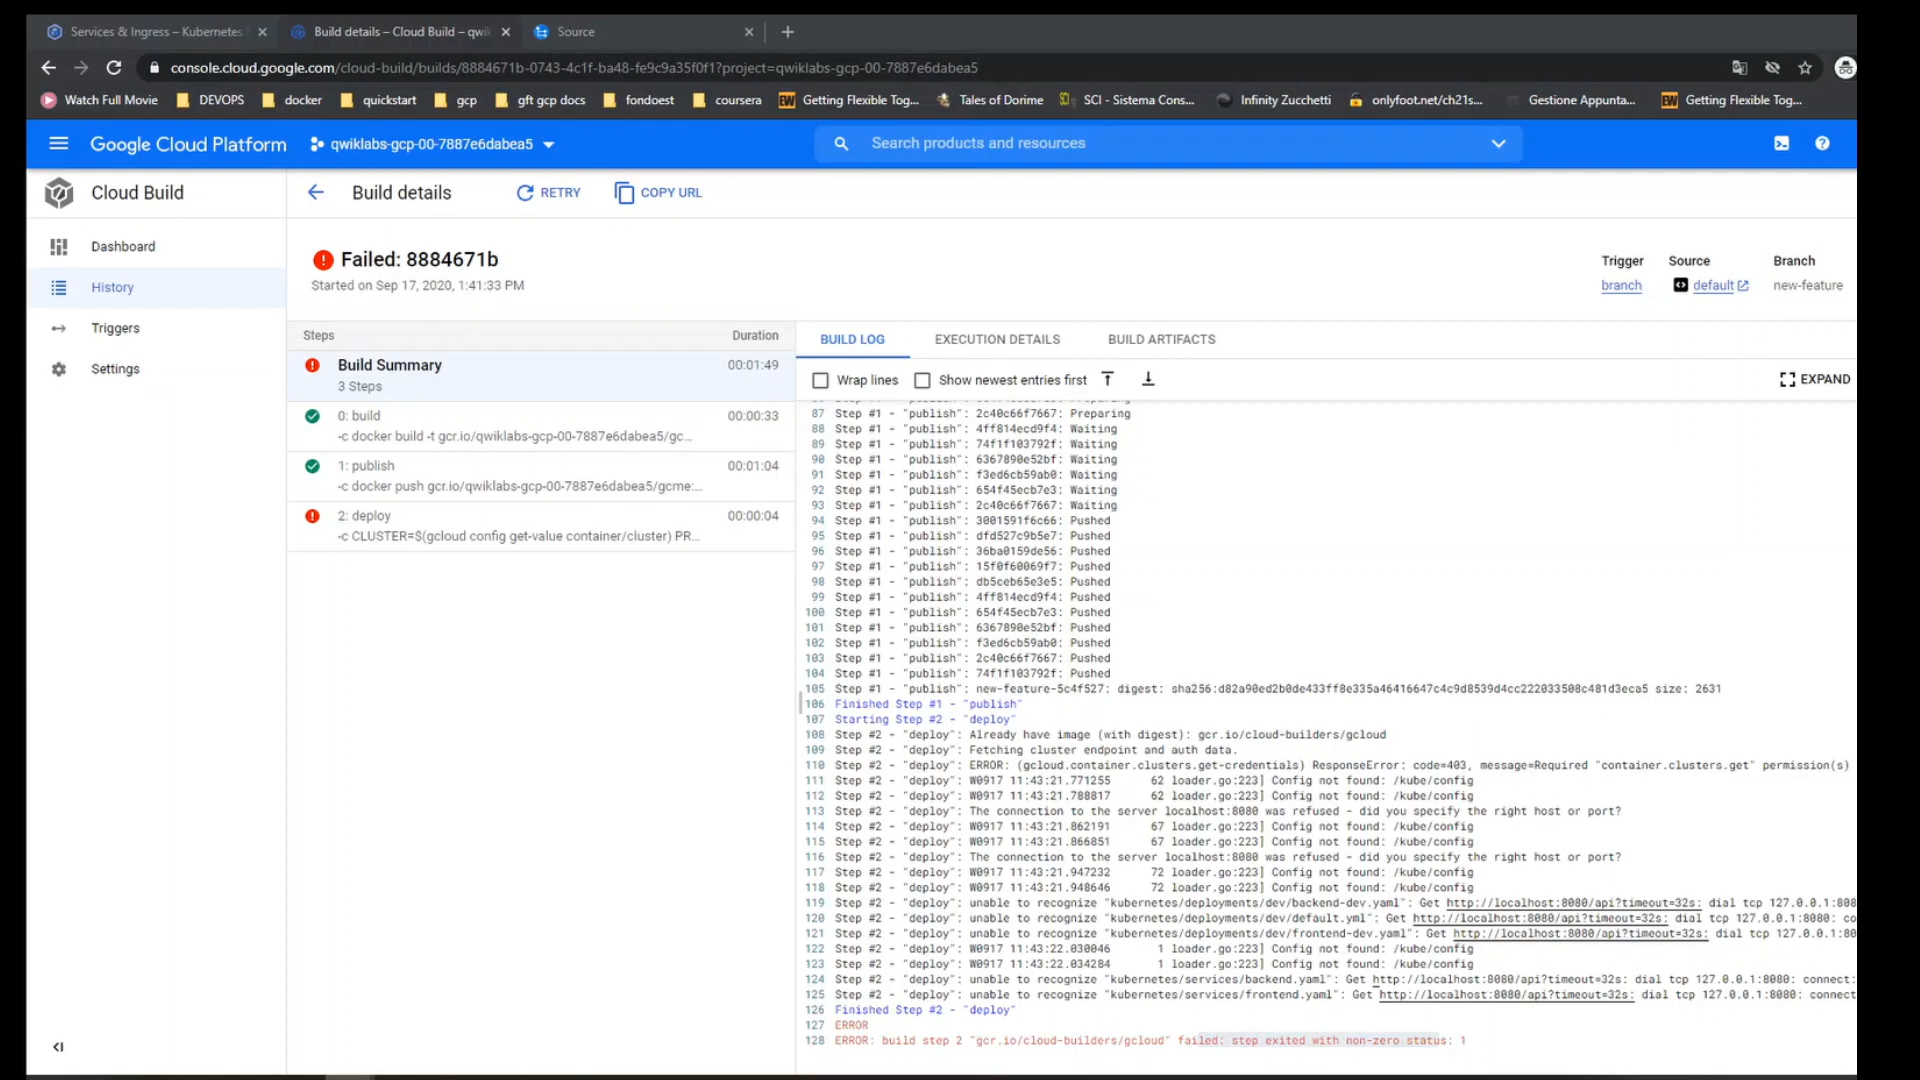 Services & Ingress – Kubernetes
Build details – Cloud Build – qwi
Source
console.cloud.google.com/cloud-build/builds/8884671b-0743-4c1f-ba48-fe9c9a35f0f1?project=qwiklabs-gcp-00-7887e6dabea5
Watch Full Movie
DEVOPS
docker
quickstart
gcp
gft gcp docs
fondoest
coursera
EW Getting Flexible Tog...
Tales of Dorime
SCI - Sistema Cons...
Infinity Zucchetti
onlyfoot.net/ch21s...
Gestione Appunta...
EW Getting Flexible Tog...
Google Cloud Platform
qwiklabs-gcp-00-7887e6dabea5
Search products and resources
Cloud Build
Build details
RETRY
COPY URL
Dashboard
History
Triggers
Settings
Failed: 8884671b
Started on Sep 17, 2020, 1:41:33 PM
Trigger
Source
Branch
branch
default
new-feature
Steps
Duration
Build Summary
00:01:49
3 Steps
0: build
00:00:33
-c docker build -t gcr.io/qwiklabs-gcp-00-7887e6dabea5/gc...
1: publish
00:01:04
-c docker push gcr.io/qwiklabs-gcp-00-7887e6dabea5/gcme:...
2: deploy
00:00:04
-c CLUSTER=$(gcloud config get-value container/cluster) PR...
BUILD LOG
EXECUTION DETAILS
BUILD ARTIFACTS
Wrap lines
Show newest entries first
EXPAND
87 Step #1 - "publish": 2c40c66f7667: Preparing
88 Step #1 - "publish": 4ff814ecd9f4: Waiting
89 Step #1 - "publish": 74f1f103792f: Waiting
90 Step #1 - "publish": 6367890e52bf: Waiting
91 Step #1 - "publish": f3ed6cb59ab0: Waiting
92 Step #1 - "publish": 654f45ecb7e3: Waiting
93 Step #1 - "publish": 2c40c66f7667: Waiting
94 Step #1 - "publish": 3001591f6c66: Pushed
95 Step #1 - "publish": dfd527c9b5e7: Pushed
96 Step #1 - "publish": 36ba0159de56: Pushed
97 Step #1 - "publish": 15f0f60069f7: Pushed
98 Step #1 - "publish": db5ceb65e3e5: Pushed
99 Step #1 - "publish": 4ff814ecd9f4: Pushed
100 Step #1 - "publish": 654f45ecb7e3: Pushed
101 Step #1 - "publish": 6367890e52bf: Pushed
102 Step #1 - "publish": f3ed6cb59ab0: Pushed
103 Step #1 - "publish": 2c40c66f7667: Pushed
104 Step #1 - "publish": 74f1f103792f: Pushed
105 Step #1 - "publish": new-feature-5c4f527: digest: sha256:d82a90ed2b0de433ff8e335a46416647c4c9d8539d4cc222033508c481d3eca5 size: 2631
106 Finished Step #1 - "publish"
107 Starting Step #2 - "deploy"
108 Step #2 - "deploy": Already have image (with digest): gcr.io/cloud-builders/gcloud
109 Step #2 - "deploy": Fetching cluster endpoint and auth data.
110 Step #2 - "deploy": ERROR: (gcloud.container.clusters.get-credentials) ResponseError: code=403, message=Required "container.clusters.get" permission(s)
111 Step #2 - "deploy": W0917 11:43:21.771255 62 loader.go:223] Config not found: /kube/config
112 Step #2 - "deploy": W0917 11:43:21.788817 62 loader.go:223] Config not found: /kube/config
113 Step #2 - "deploy": The connection to the server localhost:8080 was refused - did you specify the right host or port?
114 Step #2 - "deploy": W0917 11:43:21.862191 67 loader.go:223] Config not found: /kube/config
115 Step #2 - "deploy": W0917 11:43:21.866851 67 loader.go:223] Config not found: /kube/config
116 Step #2 - "deploy": The connection to the server localhost:8080 was refused - did you specify the right host or port?
117 Step #2 - "deploy": W0917 11:43:21.947232 72 loader.go:223] Config not found: /kube/config
118 Step #2 - "deploy": W0917 11:43:21.948646 72 loader.go:223] Config not found: /kube/config
119 Step #2 - "deploy": unable to recognize "kubernetes/deployments/dev/backend-dev.yaml": Get http://localhost:8080/api?timeout=32s: dial tcp 127.0.0.1:808
120 Step #2 - "deploy": unable to recognize "kubernetes/deployments/dev/default.yml": Get http://localhost:8080/api?timeout=32s: dial tcp 127.0.0.1:8080: co
121 Step #2 - "deploy": unable to recognize "kubernetes/deployments/dev/frontend-dev.yaml": Get http://localhost:8080/api?timeout=32s: dial tcp 127.0.0.1:80
122 Step #2 - "deploy": W0917 11:43:22.030046 1 loader.go:223] Config not found: /kube/config
123 Step #2 - "deploy": W0917 11:43:22.034284 1 loader.go:223] Config not found: /kube/config
124 Step #2 - "deploy": unable to recognize "kubernetes/services/backend.yaml": Get http://localhost:8080/api?timeout=32s: dial tcp 127.0.0.1:8080: connect:
125 Step #2 - "deploy": unable to recognize "kubernetes/services/frontend.yaml": Get http://localhost:8080/api?timeout=32s: dial tcp 127.0.0.1:8080: connect
126 Finished Step #2 - "deploy"
127 ERROR
128 ERROR: build step 2 "gcr.io/cloud-builders/gcloud" failed: step exited with non-zero status: 1